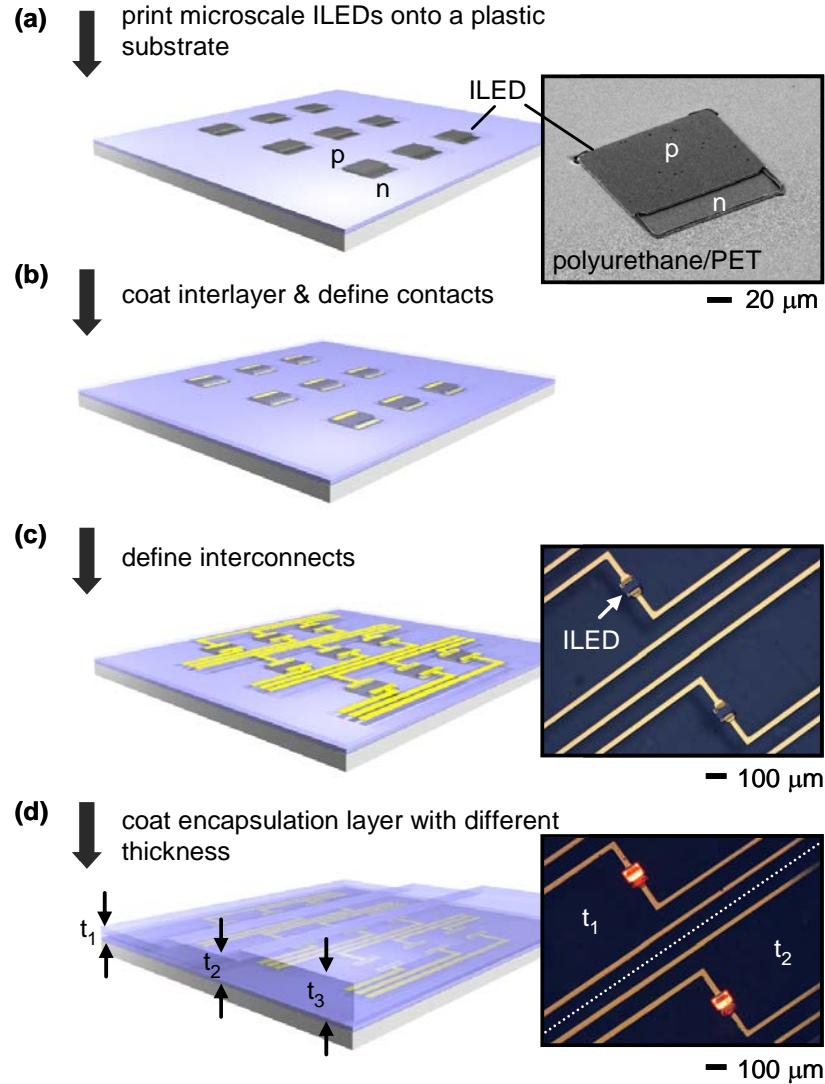 (a)
print microscale ILEDs onto a plastic
substrate
ILED
p
n
p
n
polyurethane/PET
20 μm
(b)
coat interlayer & define contacts
(c)
define interconnects
ILED
100 μm
(d)
coat encapsulation layer with different
thickness
t1
t2
t3
t1
t2
100 μm